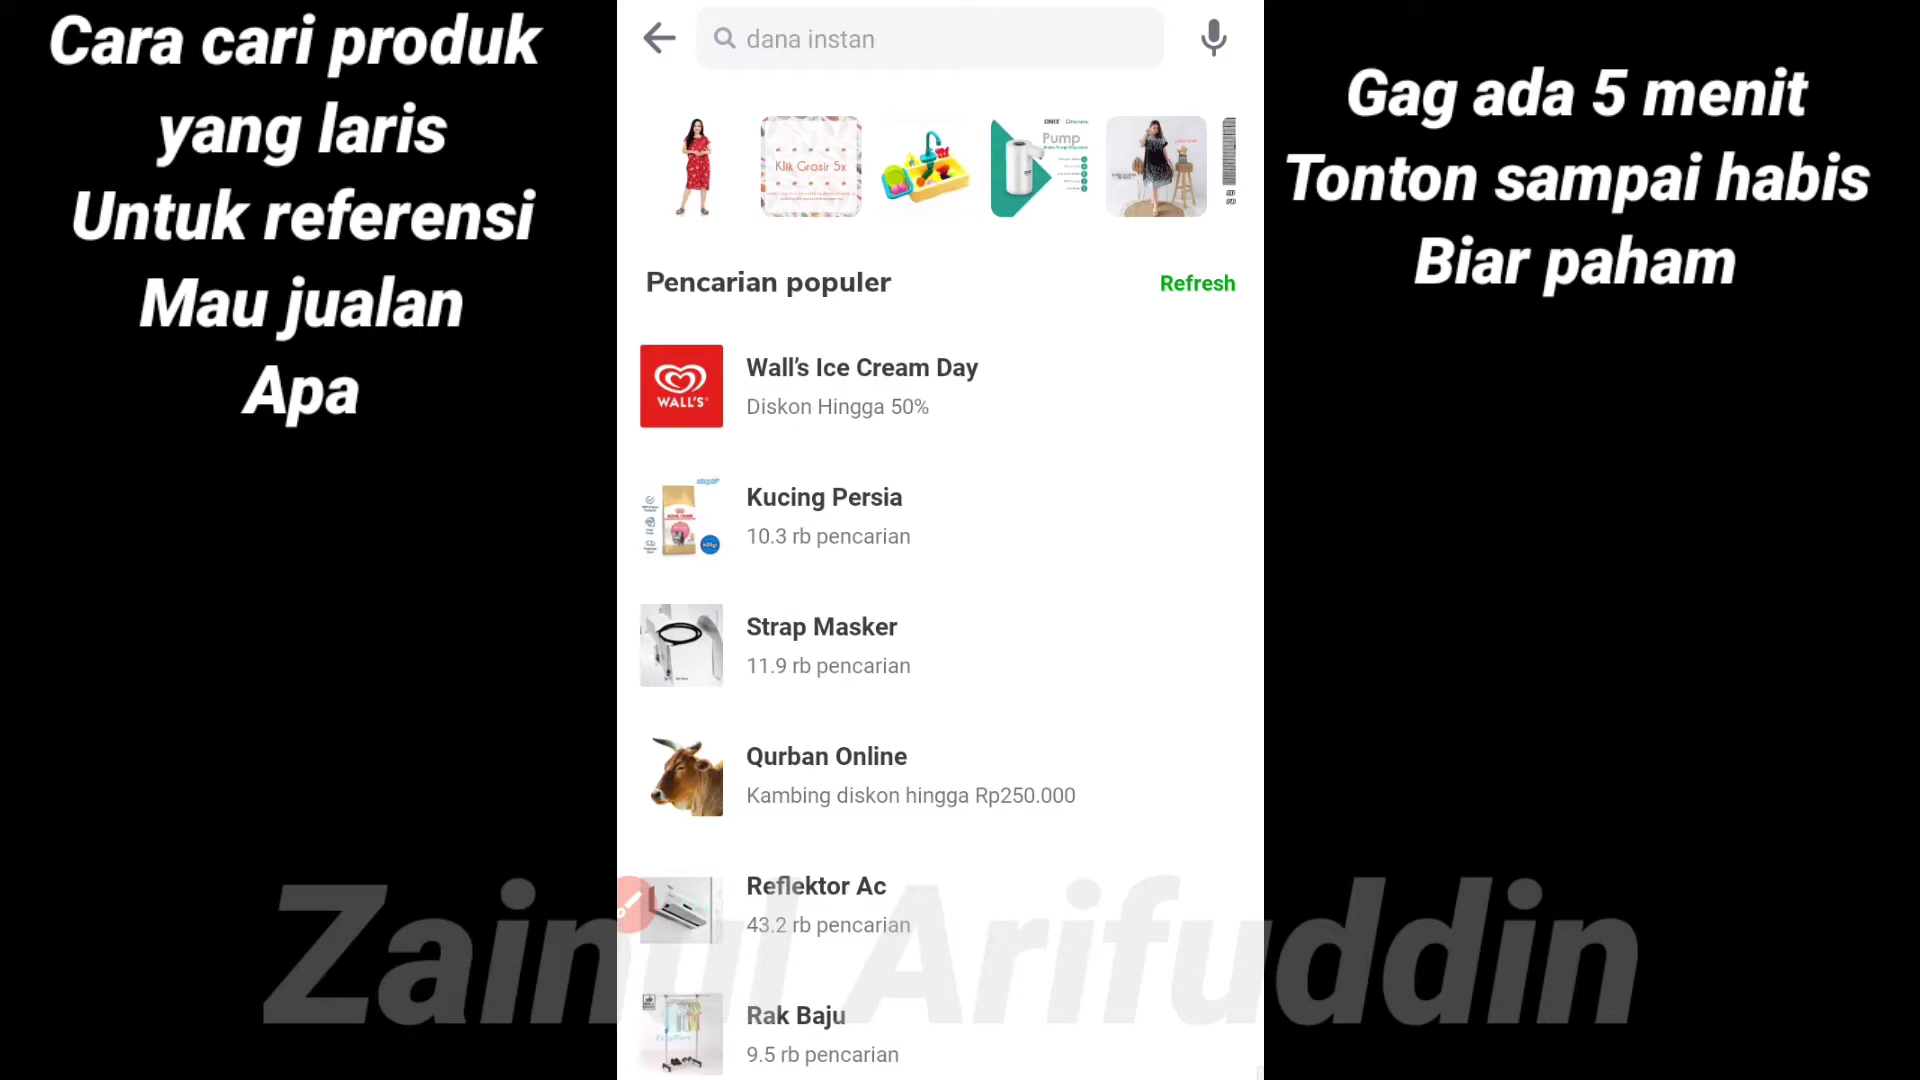 Cara cari produk
yang laris
Untuk referensi
Mau jualan
Apa
dana instan
Klik Grosir 5x
ONIX
Pump
Pencarian populer
Refresh
WALL'S
Wall's Ice Cream Day
Diskon Hingga 50%
Kucing Persia
10.3 rb pencarian
Strap Masker
11.9 rb pencarian
Qurban Online
Kambing diskon hingga Rp250.000
Reflektor Ac
43.2 rb pencarian
Rak Baju
9.5 rb pencarian
Gag ada 5 menit
Tonton sampai habis
Biar paham
Zainul Arifuddin